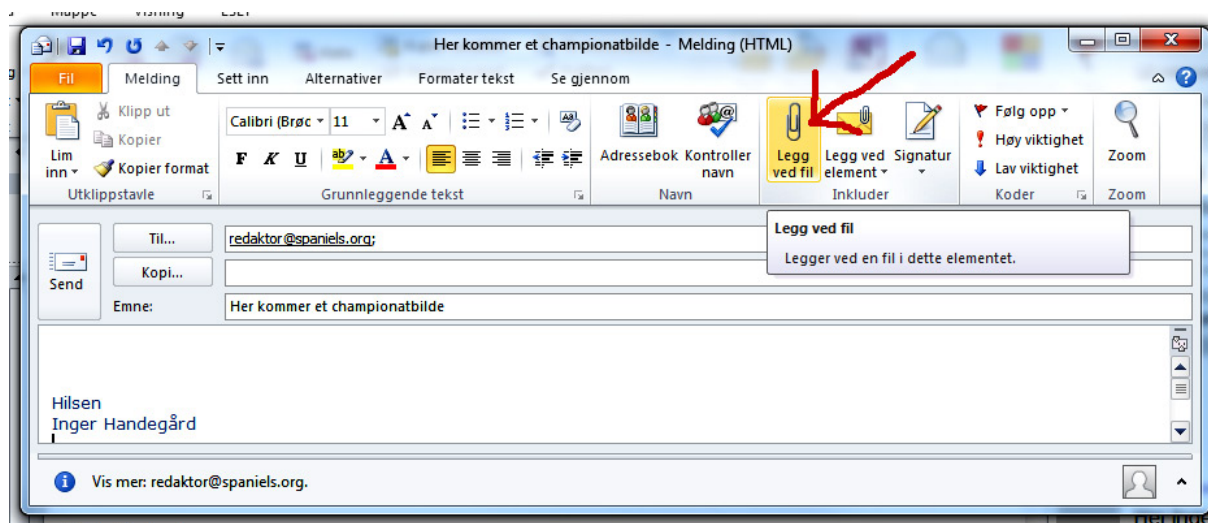 Mappe Visning ESET
Her kommer et championatbilde - Melding (HTML)
Fil Melding Sett inn Alternativer Formater tekst Se gjennom
Lim inn
Klipp ut
Kopier
Kopier format
Utklippstavle
Calibri (Brøc 11 A A
F K U ab A
Grunnleggende tekst
Adressebok
Kontroller navn
Navn
Legg ved fil
Legg ved element
Signatur
Inkluder
Følg opp
Høy viktighet
Lav viktighet
Koder
Zoom
Zoom
Legg ved fil
Legger ved en fil i dette elementet.
Send
Til... redaktor@spaniels.org;
Kopi...
Emne: Her kommer et championatbilde
Hilsen
Inger Handegård
Vis mer: redaktor@spaniels.org.